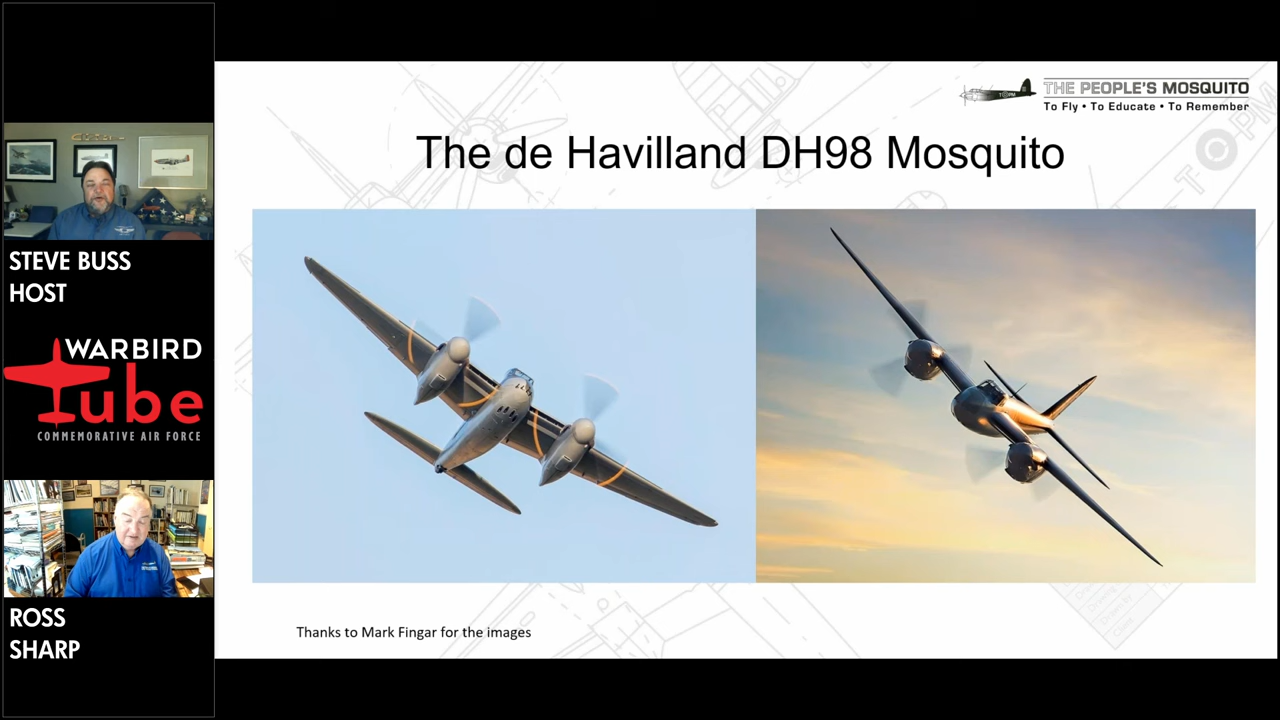 STEVE BUSS
HOST
WARBIRD
Tube
COMMEMORATIVE AIR FORCE
ROSS
SHARP
THE PEOPLE'S MOSQUITO
To Fly • To Educate • To Remember
The de Havilland DH98 Mosquito
Thanks to Mark Fingar for the images